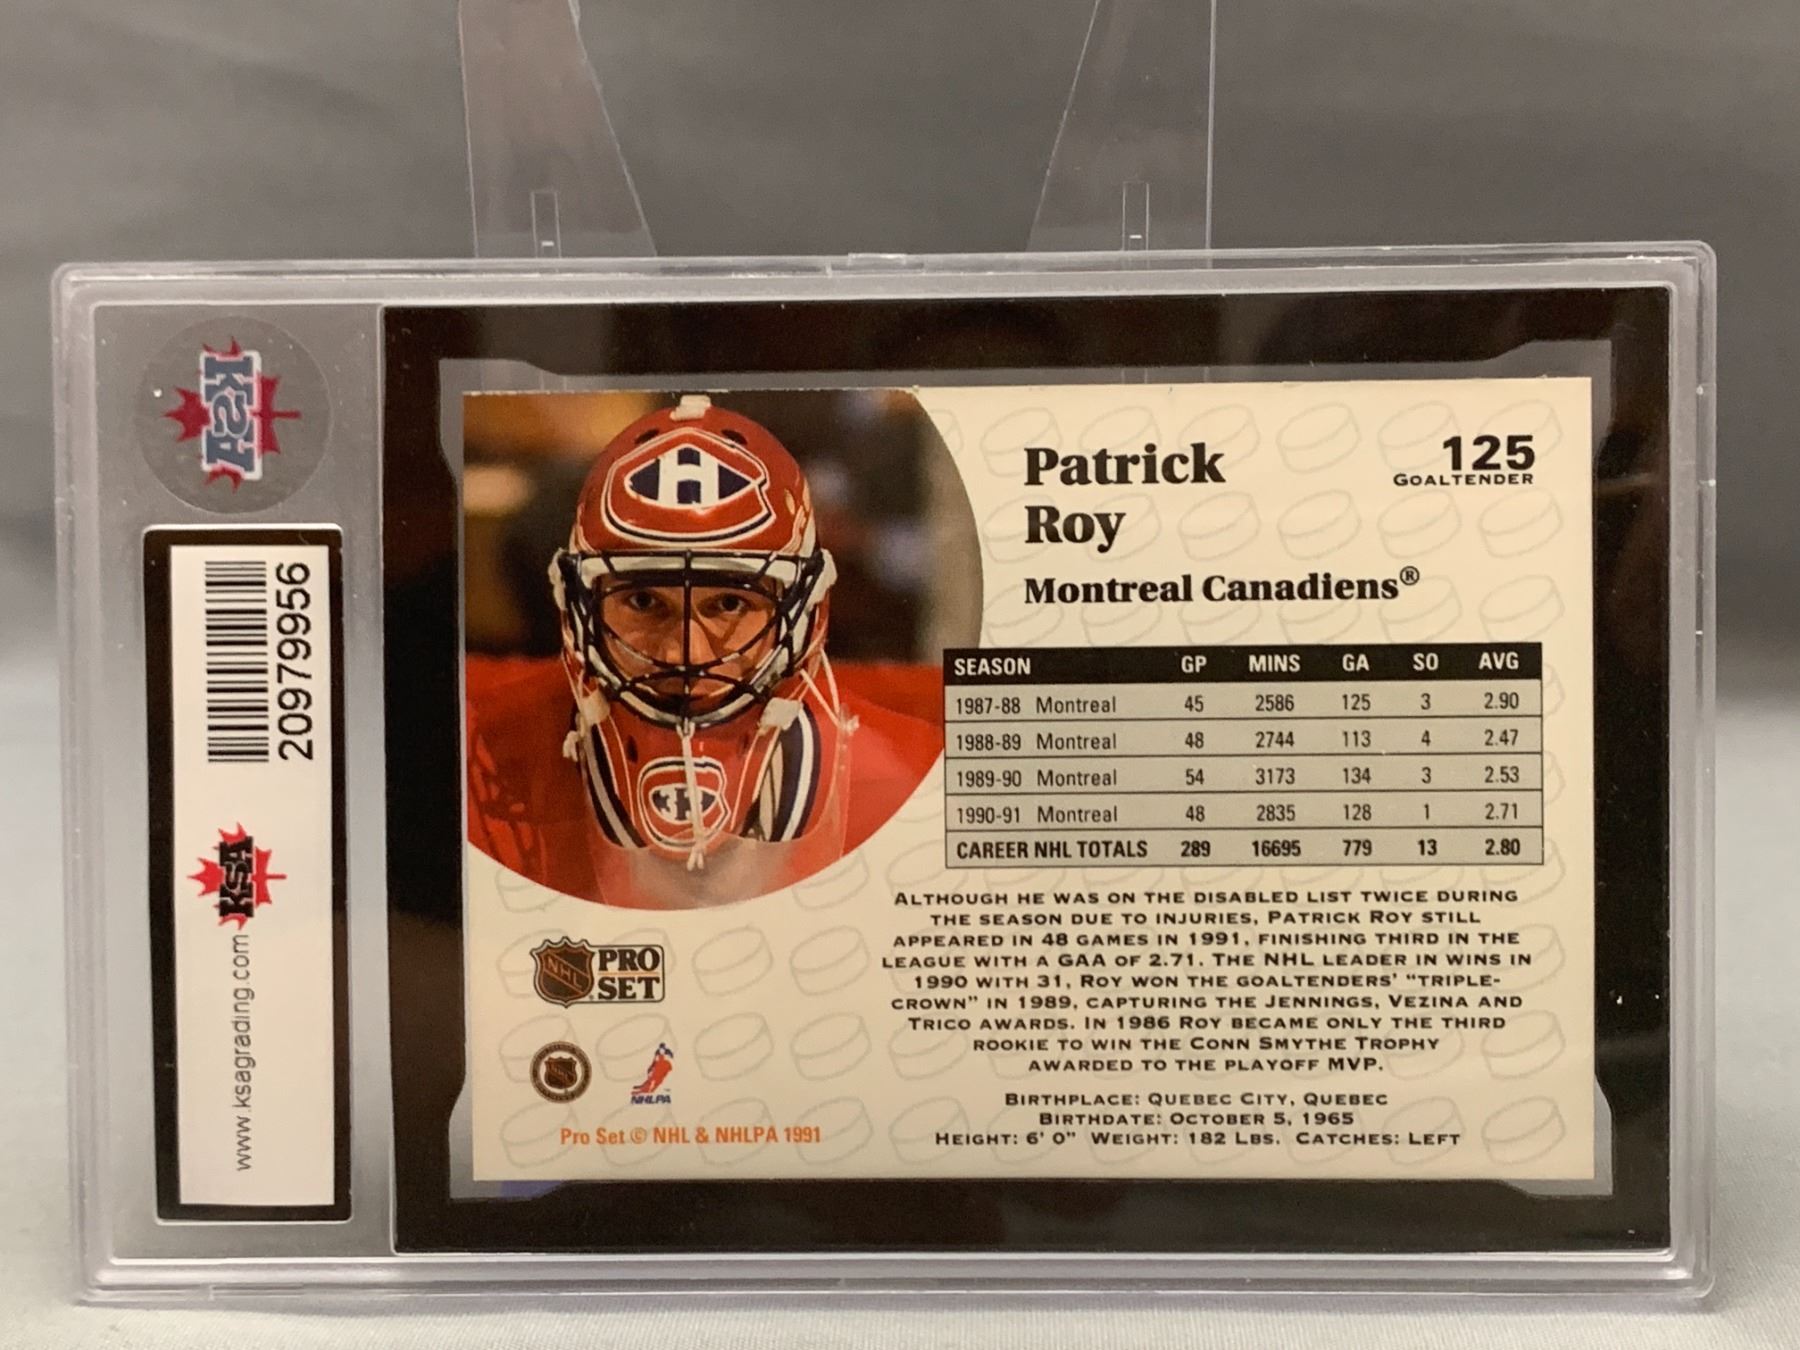 KSA
209799956
KSA
www.ksagrading.com
Patrick
Roy
Montreal Canadiens®
125
GOALTENDER
SEASON GP MINS GA SO AVG
1987-88 Montreal 45 2586 125 3 2.90
1988-89 Montreal 48 2744 113 4 2.47
1989-90 Montreal 54 3173 134 3 2.53
1990-91 Montreal 48 2835 128 1 2.71
CAREER NHL TOTALS 289 16695 779 13 2.80
ALTHOUGH HE WAS ON THE DISABLED LIST TWICE DURING
THE SEASON DUE TO INJURIES, PATRICK ROY STILL
APPEARED IN 48 GAMES IN 1991, FINISHING THIRD IN THE
LEAGUE WITH A GAA OF 2.71. THE NHL LEADER IN WINS IN
1990 WITH 31, ROY WON THE GOALTENDERS' "TRIPLE-
CROWN" IN 1989, CAPTURING THE JENNINGS, VEZINA AND
TRICO AWARDS. IN 1986 ROY BECAME ONLY THE THIRD
ROOKIE TO WIN THE CONN SMYTHE TROPHY
AWARDED TO THE PLAYOFF MVP.
BIRTHPLACE: QUEBEC CITY, QUEBEC
BIRTHDATE: OCTOBER 5, 1965
HEIGHT: 6' 0" WEIGHT: 182 LBS. CATCHES: LEFT
NHL PRO
SET
NHLPA
Pro Set © NHL & NHLPA 1991